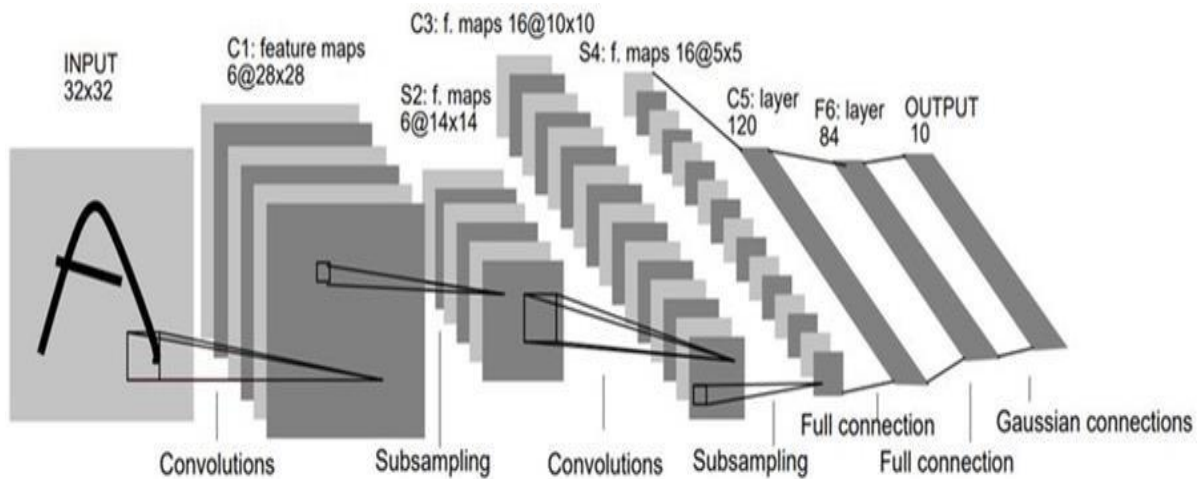 INPUT
32x32
C1: feature maps
6@28x28
S2: f. maps
6@14x14
C3: f. maps 16@10x10
S4: f. maps 16@5x5
C5: layer
120
F6: layer
84
OUTPUT
10
Convolutions
Subsampling
Convolutions
Subsampling
Full connection
Full connection
Gaussian connections